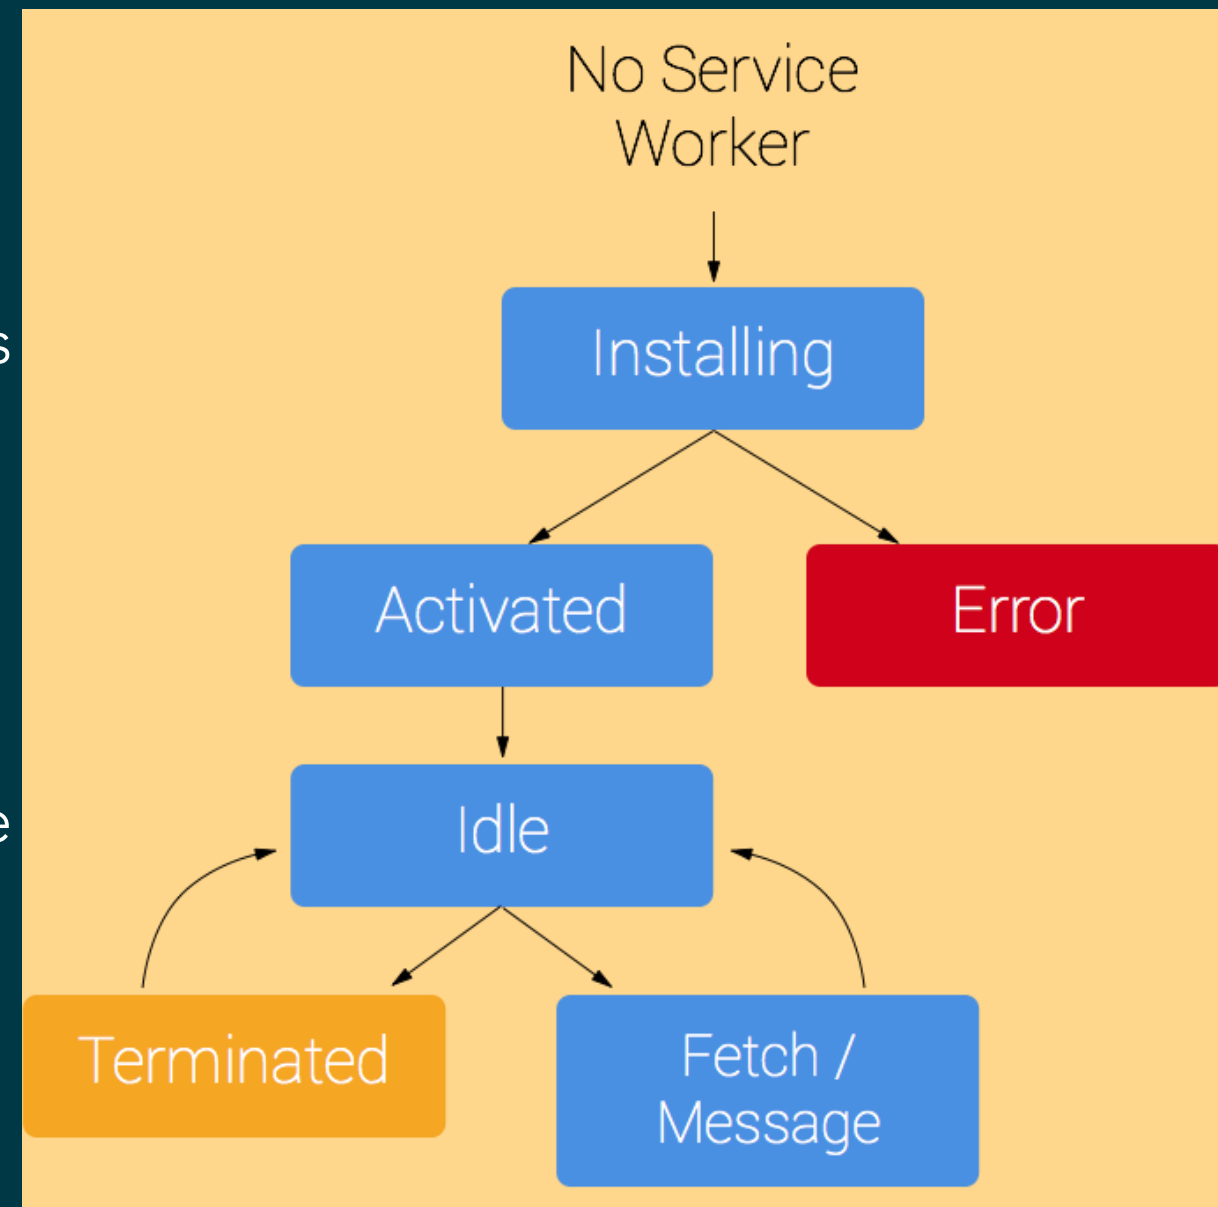 No Service
Worker
Installing
Activated
Error
Idle
Terminated
Fetch /
Message